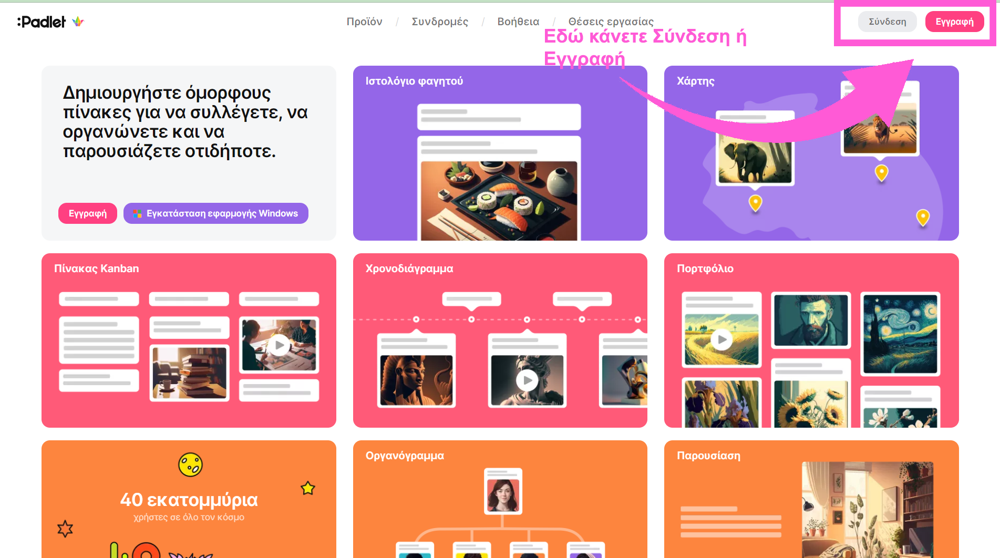 :Padlet
Προϊόν / Συνδρομές / Βοήθεια / Θέσεις εργασίας
Σύνδεση
Εγγραφή
Εδώ κάνετε Σύνδεση ή
Εγγραφή
Δημιουργήστε όμορφους
πίνακες για να συλλέγετε, να
οργανώνετε και να
παρουσιάζετε οτιδήποτε.
Εγγραφή
Εγκατάσταση εφαρμογής Windows
Ιστολόγιο φαγητού
Χάρτης
Πίνακας Kanban
Χρονοδιάγραμμα
Πορτφόλιο
40 εκατομμύρια
χρήστες σε όλο τον κόσμο
Οργανόγραμμα
Παρουσίαση